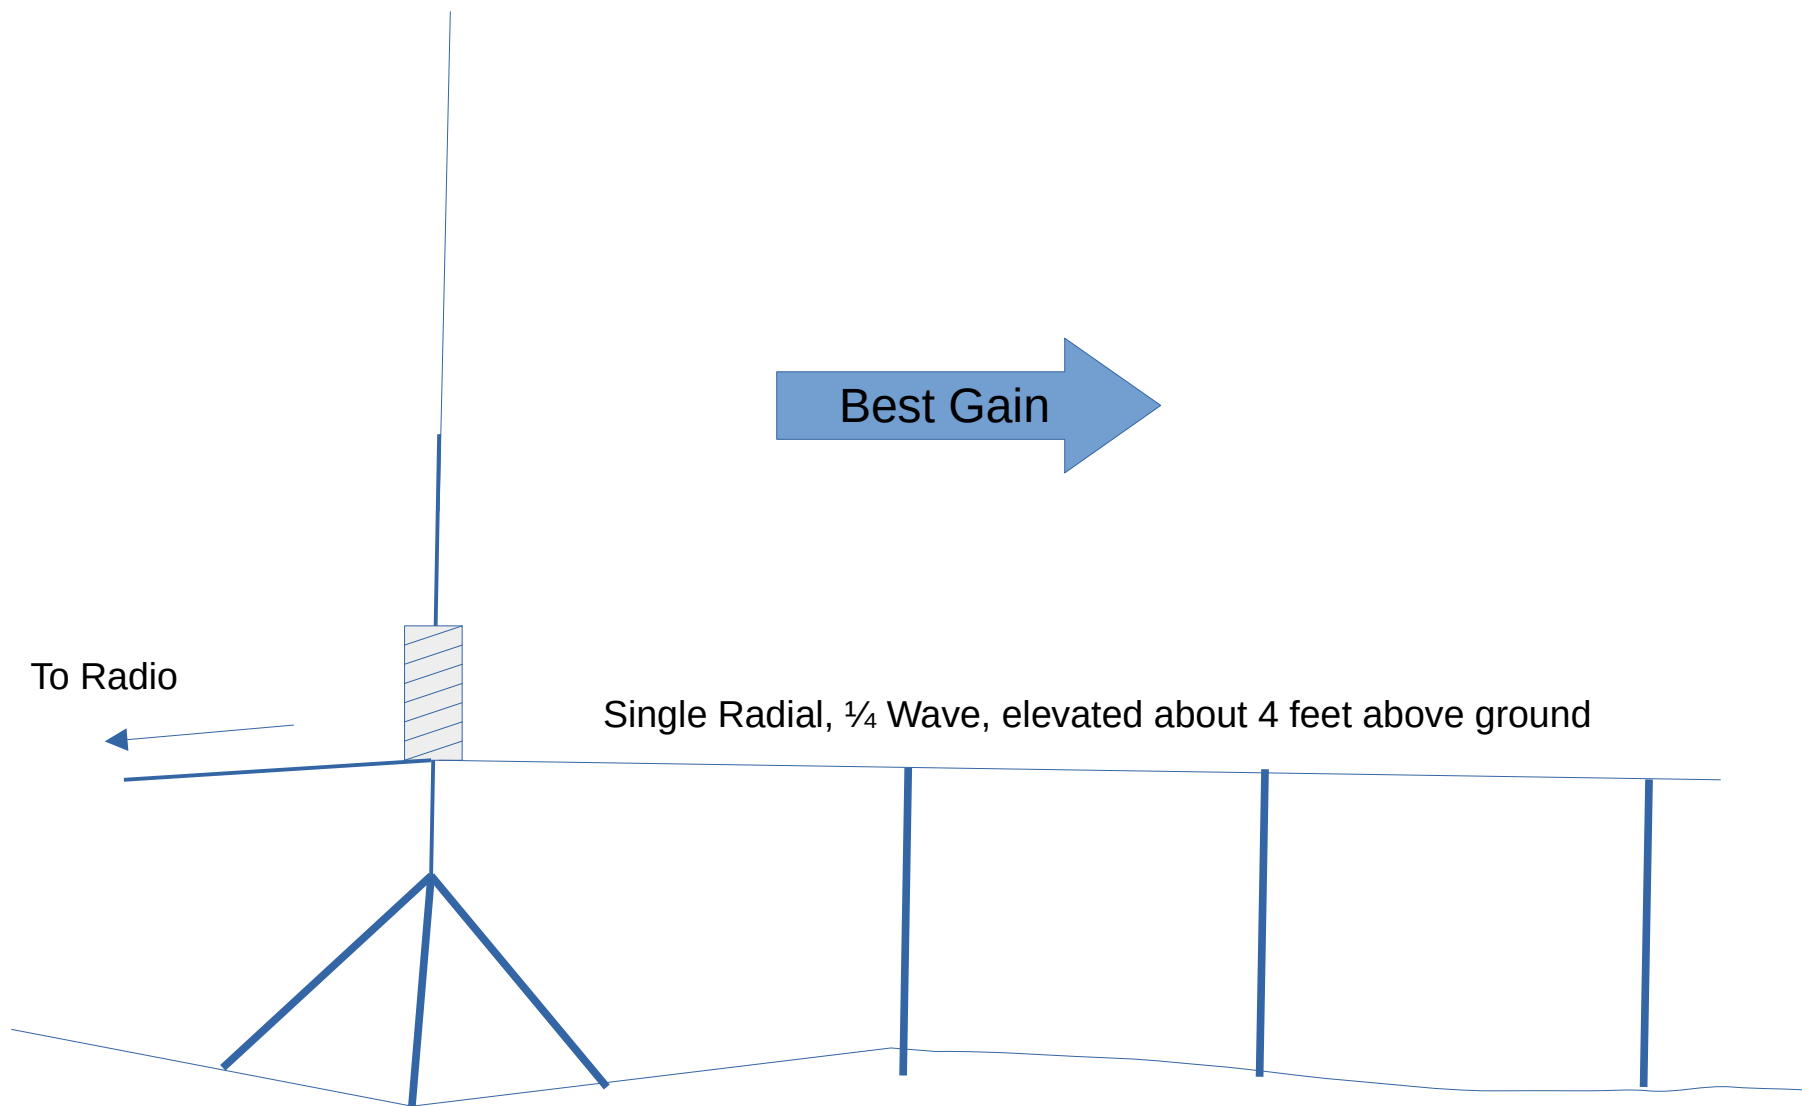 Best Gain
To Radio
Single Radial, ¼ Wave, elevated about 4 feet above ground